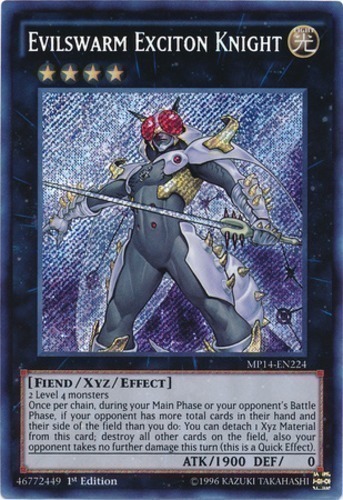 EVILSWARM EXCITON KNIGHT
LIGHT
光
MP14-EN224
[FIEND/XYZ/EFFECT]
2 Level 4 monsters
Once per chain, during your Main Phase or your opponent's Battle
Phase, if your opponent has more total cards in their hand and
their side of the field than you do: You can detach 1 Xyz Material
from this card; destroy all other cards on the field, also your
opponent takes no further damage this turn (this is a Quick Effect).
ATK/1900 DEF/ 0
46772449 1st Edition ©1996 KAZUKI TAKAHASHI